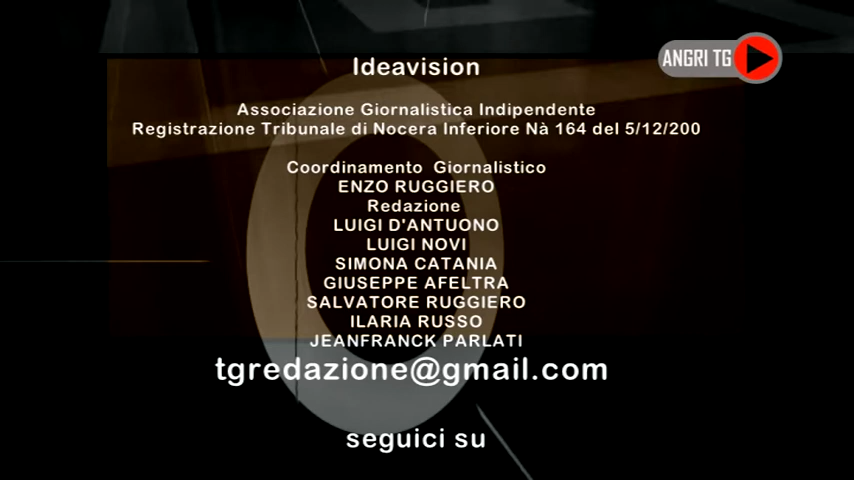 ANGRI TG
Ideavision
Associazione Giornalistica Indipendente
Registrazione Tribunale di Nocera Inferiore Nà 164 del 5/12/200
Coordinamento Giornalistico
ENZO RUGGIERO
Redazione
LUIGI D'ANTUONO
LUIGI NOVI
SIMONA CATANIA
GIUSEPPE AFELTRA
SALVATORE RUGGIERO
ILARIA RUSSO
JEANFRANCK PARLATI
tgredazione@gmail.com
seguici su